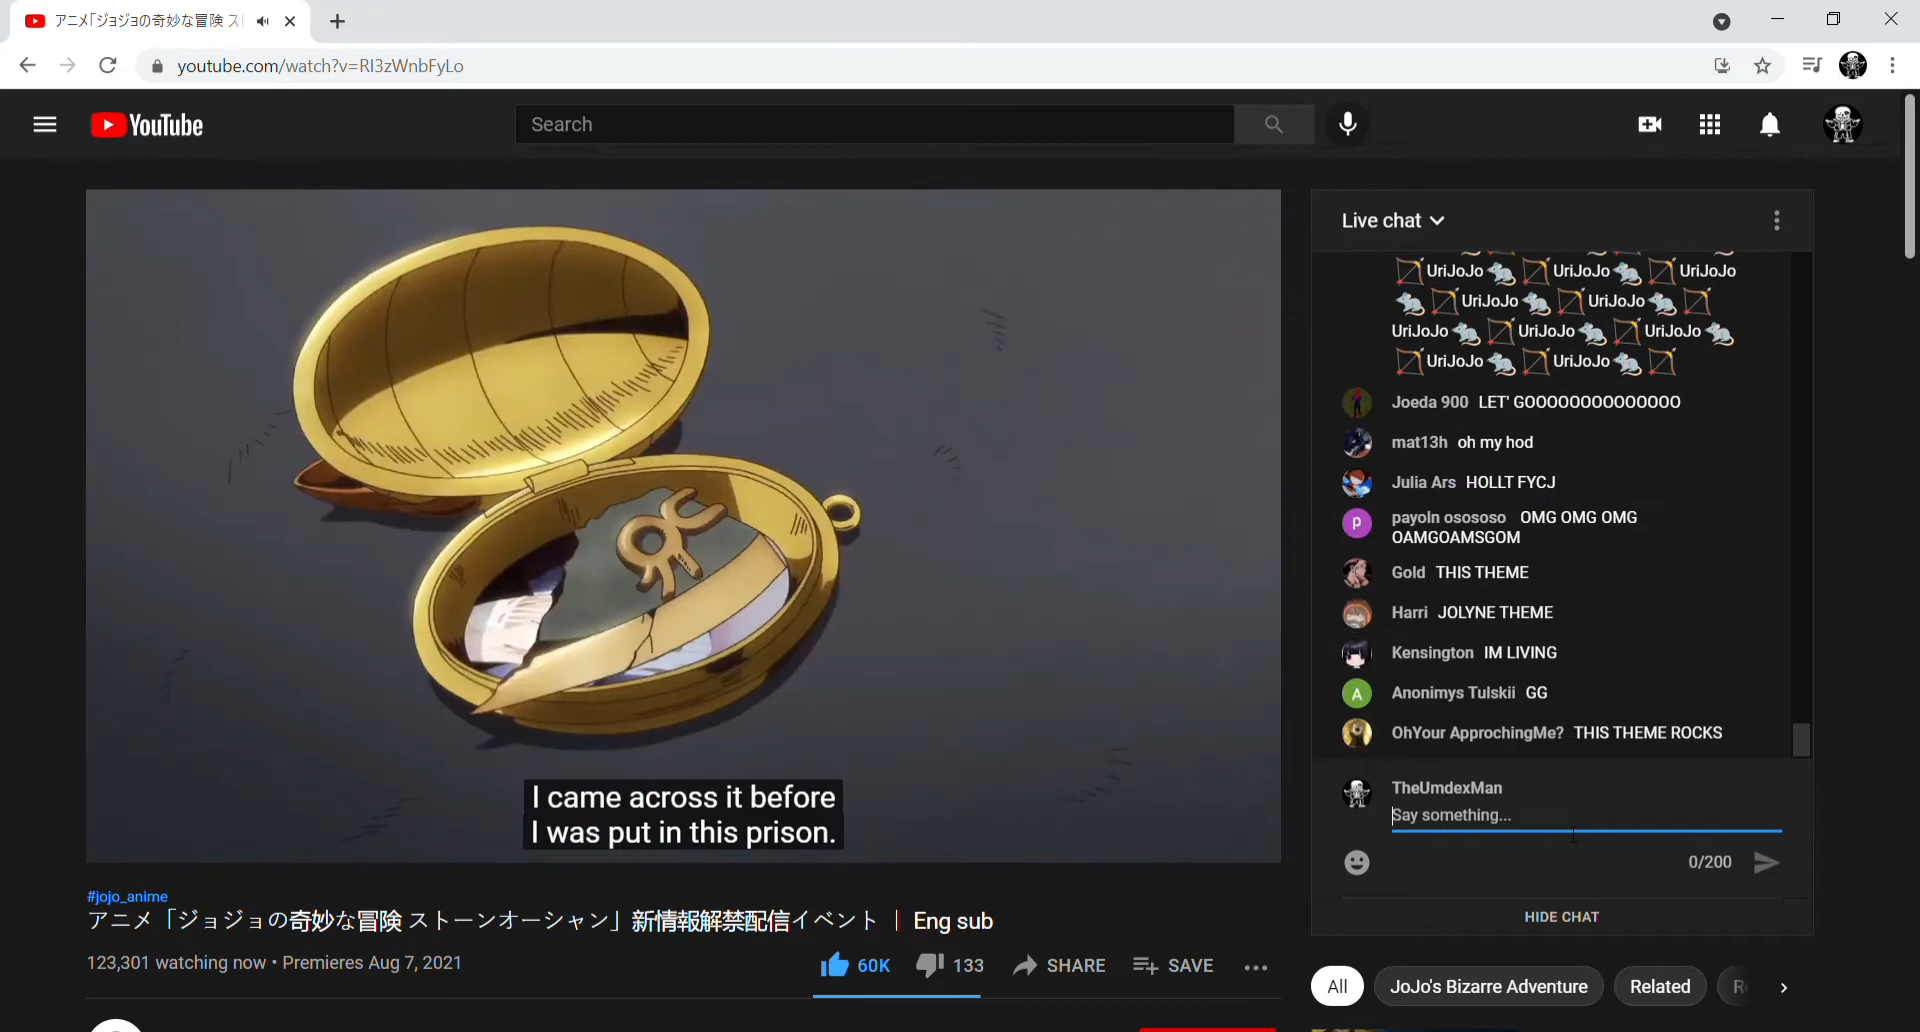 アニメ「ジョジョの奇妙な冒険 ス
youtube.com/watch?v=RI3zWnbFyLo
YouTube
Search
Live chat
UriJoJo UriJoJo UriJoJo
UriJoJo UriJoJo
UriJoJo UriJoJo UriJoJo
UriJoJo UriJoJo
Joeda 900 LET' GOOOOOOOOOOOOOO
mat13h oh my hod
Julia Ars HOLLT FYCJ
P
payoln osososo OMG OMG OMG
OAMGOAMSGOM
Gold THIS THEME
Harri JOLYNE THEME
Kensington IM LIVING
A
Anonimys Tulskii GG
OhYour ApprochingMe? THIS THEME ROCKS
TheUmdexMan
Say something...
0/200
HIDE CHAT
I came across it before
I was put in this prison.
#jojo_anime
アニメ「ジョジョの奇妙な冒険 ストーンオーシャン」新情報解禁配信イベント | Eng sub
123,301 watching now • Premieres Aug 7, 2021
60K 133 SHARE SAVE
All JoJo's Bizarre Adventure Related